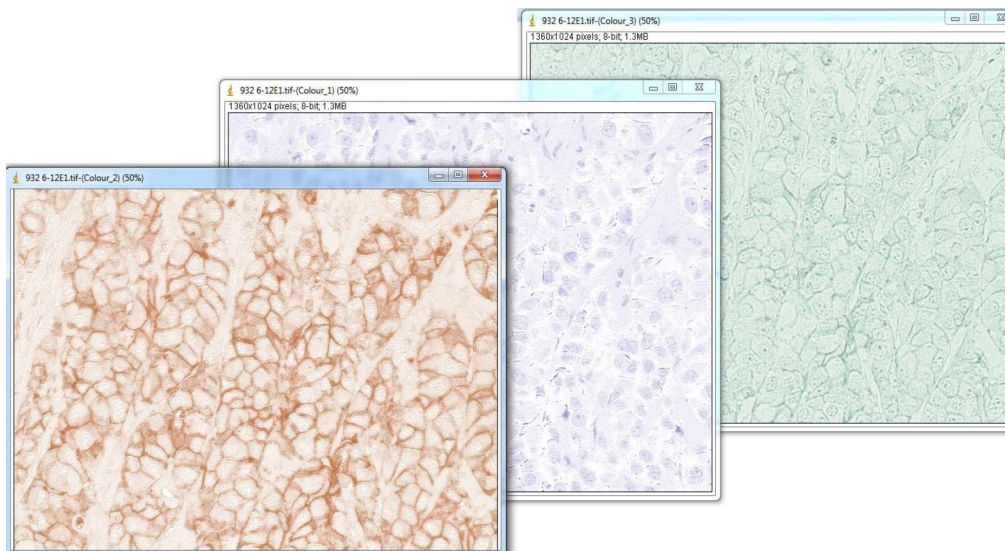 932 6-12E1.tif-(Colour_3) (50%)
1360x1024 pixels; 8-bit; 1.3MB
932 6-12E1.tif-(Colour_1) (50%)
1360x1024 pixels; 8-bit; 1.3MB
932 6-12E1.tif-(Colour_2) (50%)